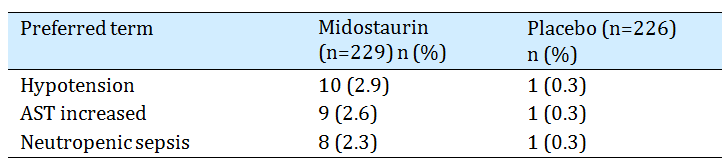 Preferred term Midostaurin Placebo (n=226)
(n=229) n (%) n (%)
Hypotension 10 (2.9) 1 (0.3)
AST increased 9 (2.6) 1 (0.3)
Neutropenic sepsis 8 (2.3) 1 (0.3)